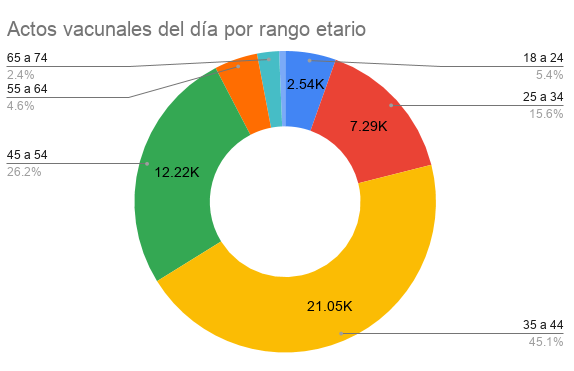 Actos vacunales del día por rango etario
65 a 74
2.4%
55 a 64
4.6%
45 a 54
26.2%
18 a 24
5.4%
25 a 34
15.6%
35 a 44
45.1%
2.54K
7.29K
12.22K
21.05K